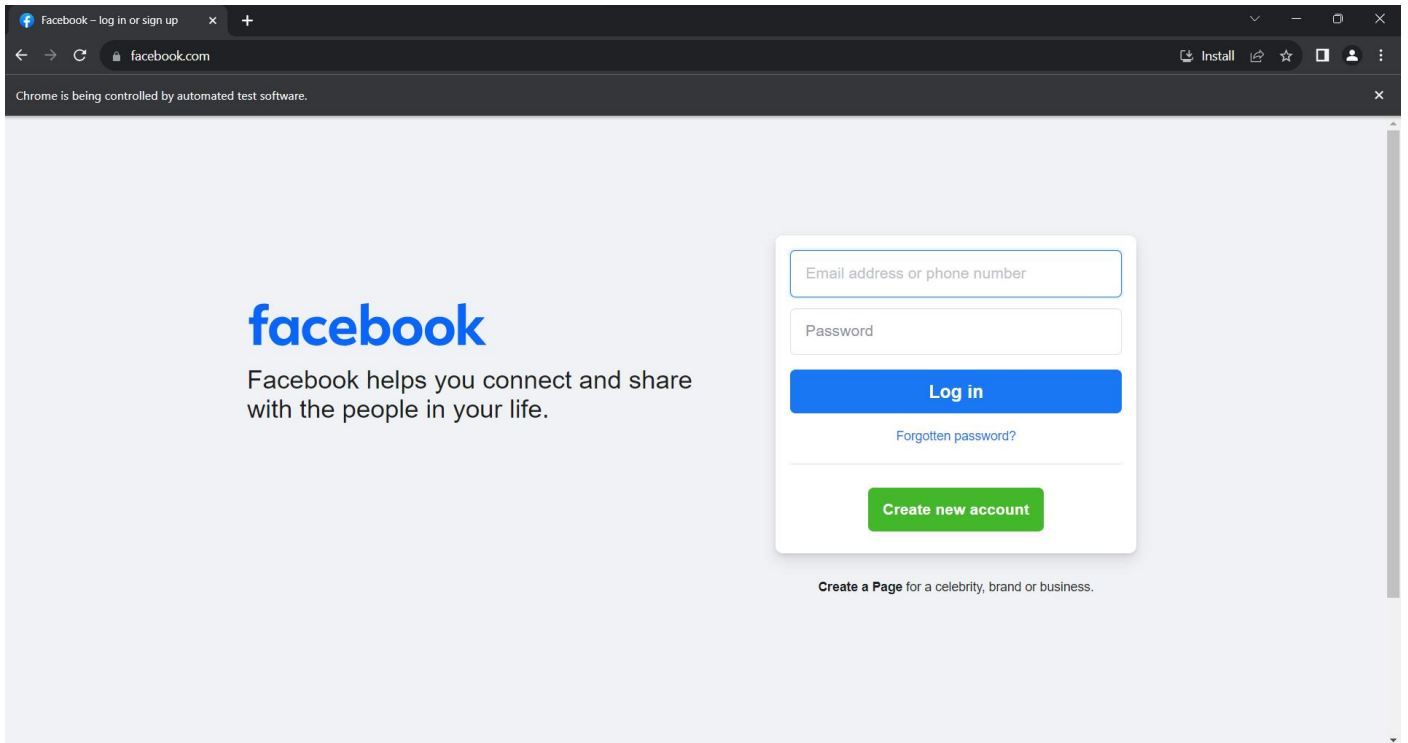 Facebook – log in or sign up
facebook.com
Install
Chrome is being controlled by automated test software.
facebook
Facebook helps you connect and share
with the people in your life.
Email address or phone number
Password
Log in
Forgotten password?
Create new account
Create a Page for a celebrity, brand or business.